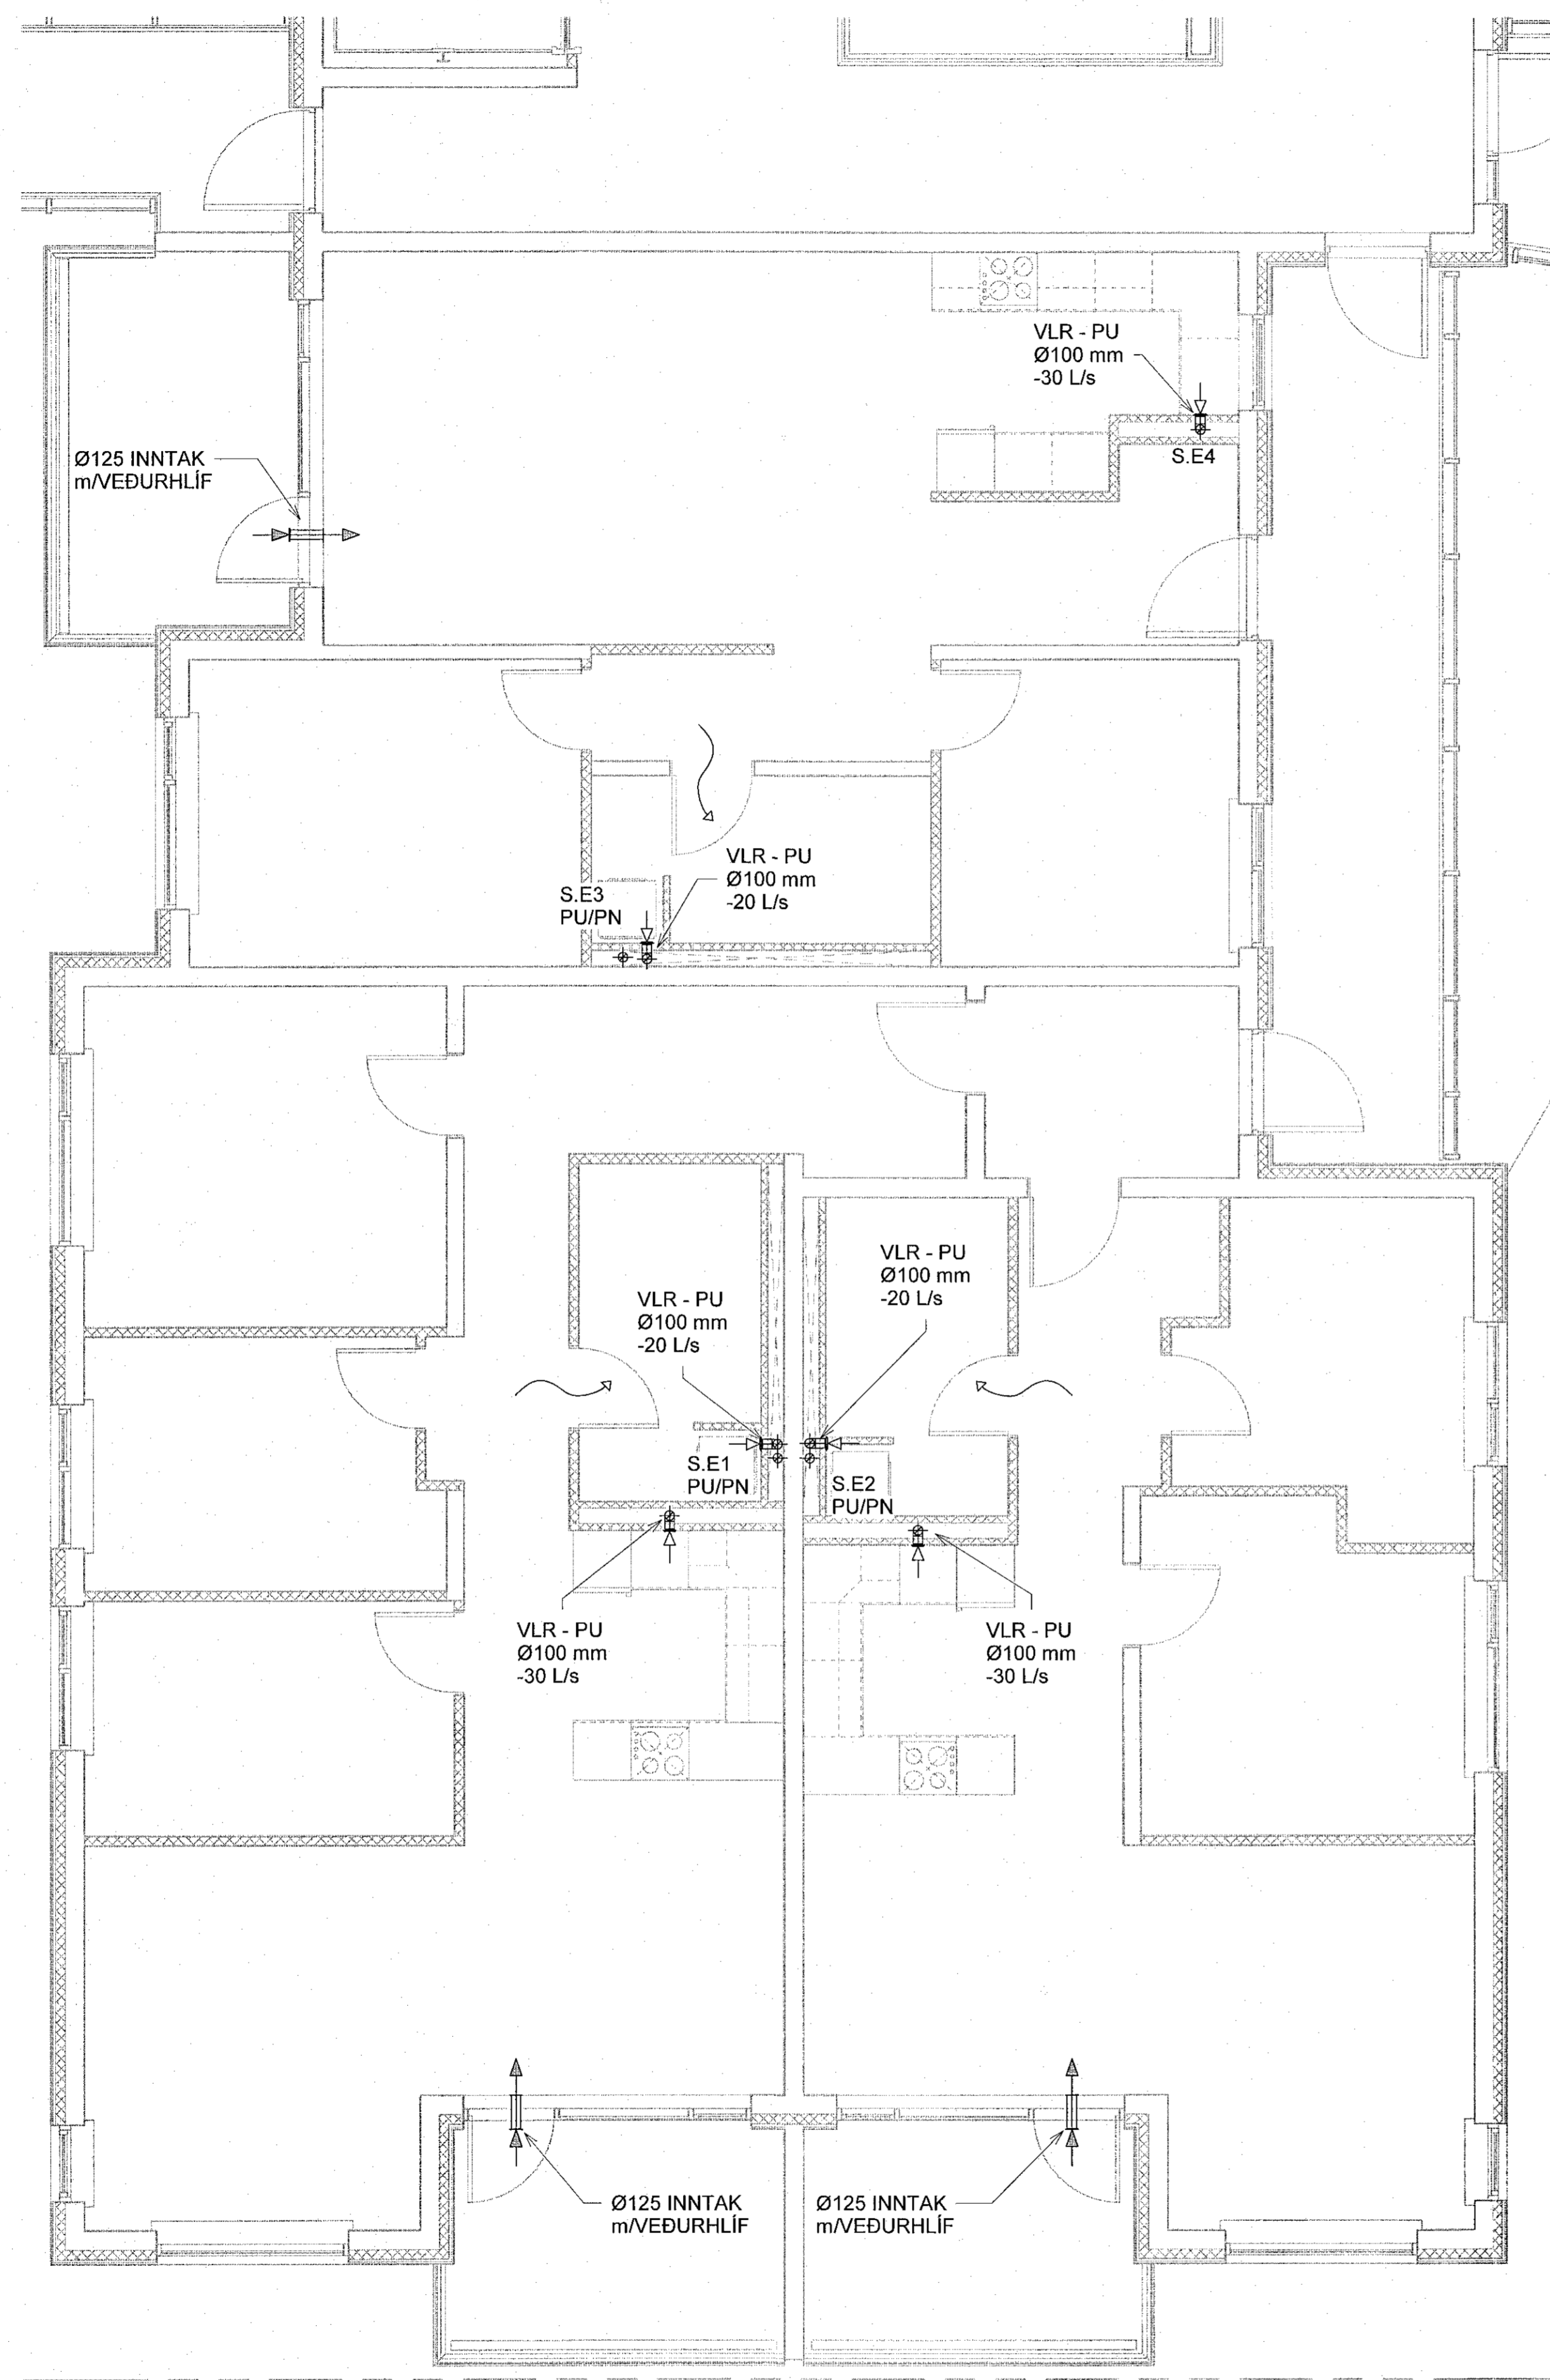 VLR - PU
Ø100 mm
-30 L/s
S.E4
Ø125 INNTAK
m/VEÐURHLÍF
VLR - PU
Ø100 mm
-20 L/s
S.E3
PU/PN
VLR - PU
Ø100 mm
-20 L/s
VLR - PU
Ø100 mm
-20 L/s
S.E1
PU/PN
S.E2
PU/PN
VLR - PU
Ø100 mm
-30 L/s
VLR - PU
Ø100 mm
-30 L/s
Ø125 INNTAK
m/VEÐURHLÍF
Ø125 INNTAK
m/VEÐURHLÍF